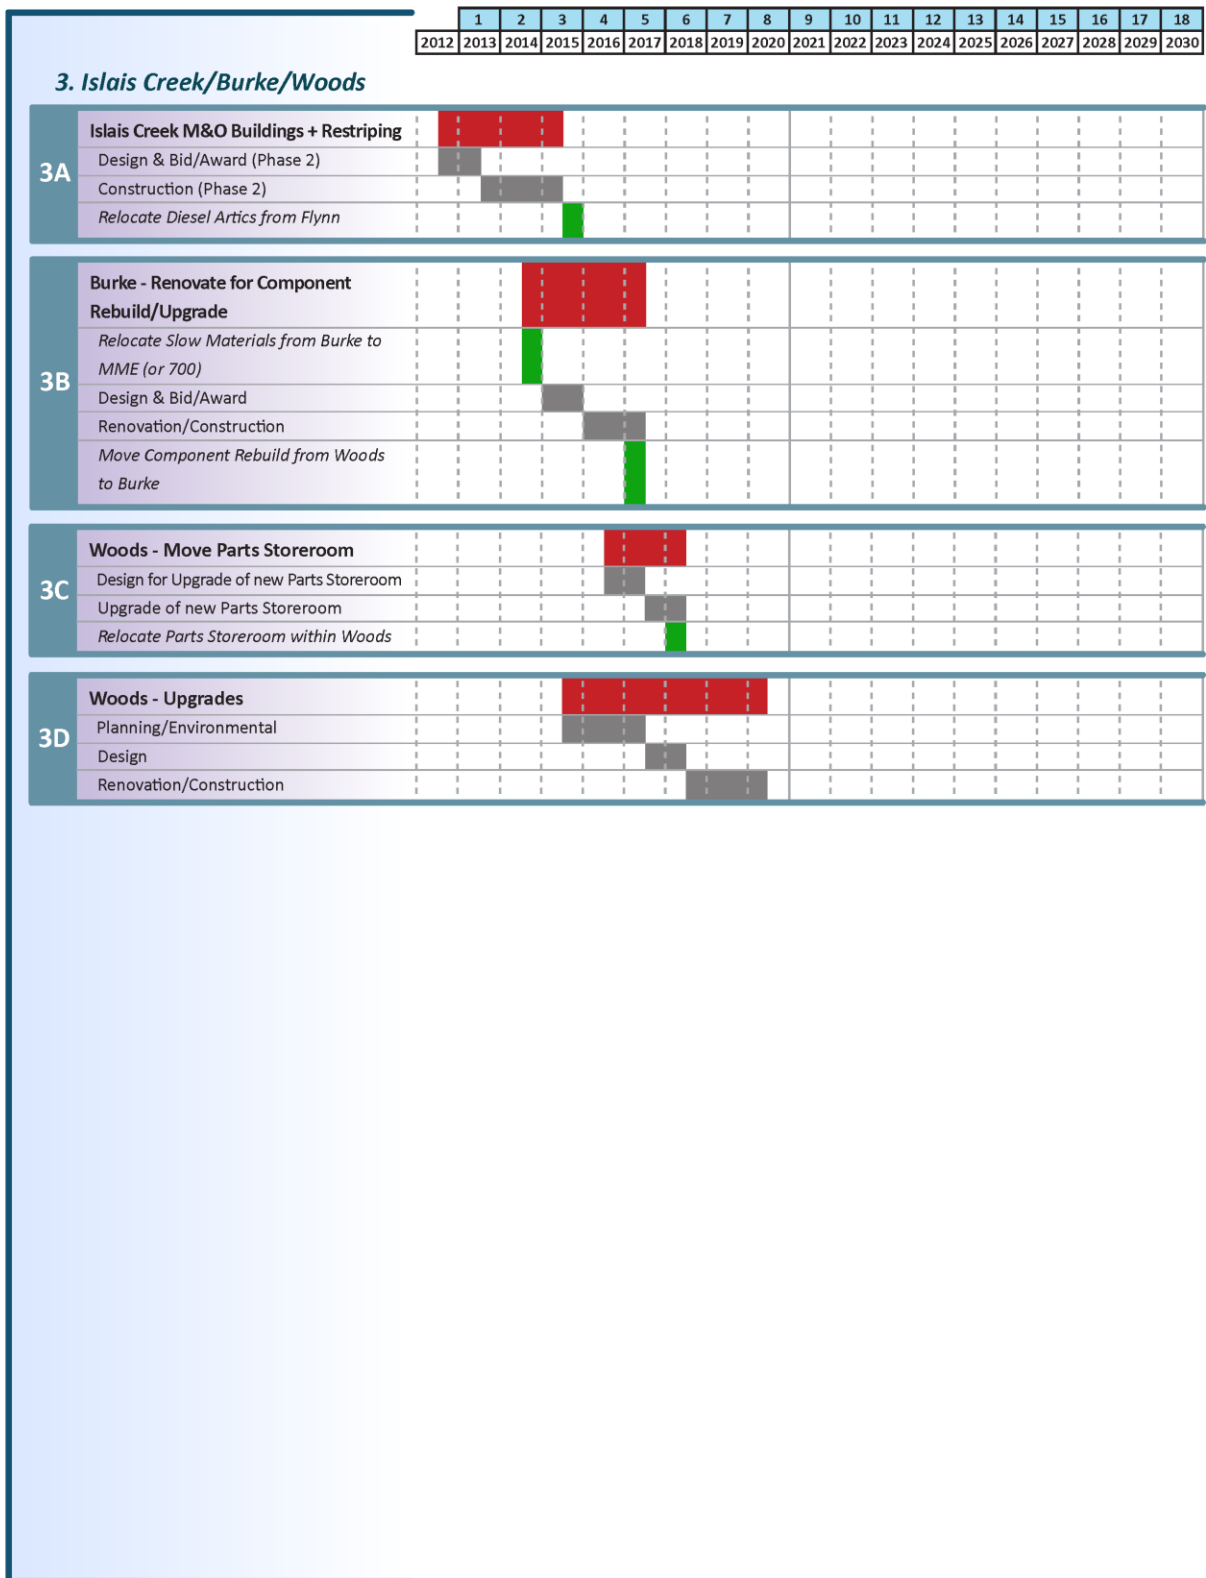 1 2 3 4 5 6 7 8 9 10 11 12 13 14 15 16 17 18
2012 2013 2014 2015 2016 2017 2018 2019 2020 2021 2022 2023 2024 2025 2026 2027 2028 2029 2030
3. Islais Creek/Burke/Woods
3A
Islais Creek M&O Buildings + Restriping
Design & Bid/Award (Phase 2)
Construction (Phase 2)
Relocate Diesel Artics from Flynn
3B
Burke - Renovate for Component
Rebuild/Upgrade
Relocate Slow Materials from Burke to
MME (or 700)
Design & Bid/Award
Renovation/Construction
Move Component Rebuild from Woods
to Burke
3C
Woods - Move Parts Storeroom
Design for Upgrade of new Parts Storeroom
Upgrade of new Parts Storeroom
Relocate Parts Storeroom within Woods
3D
Woods - Upgrades
Planning/Environmental
Design
Renovation/Construction